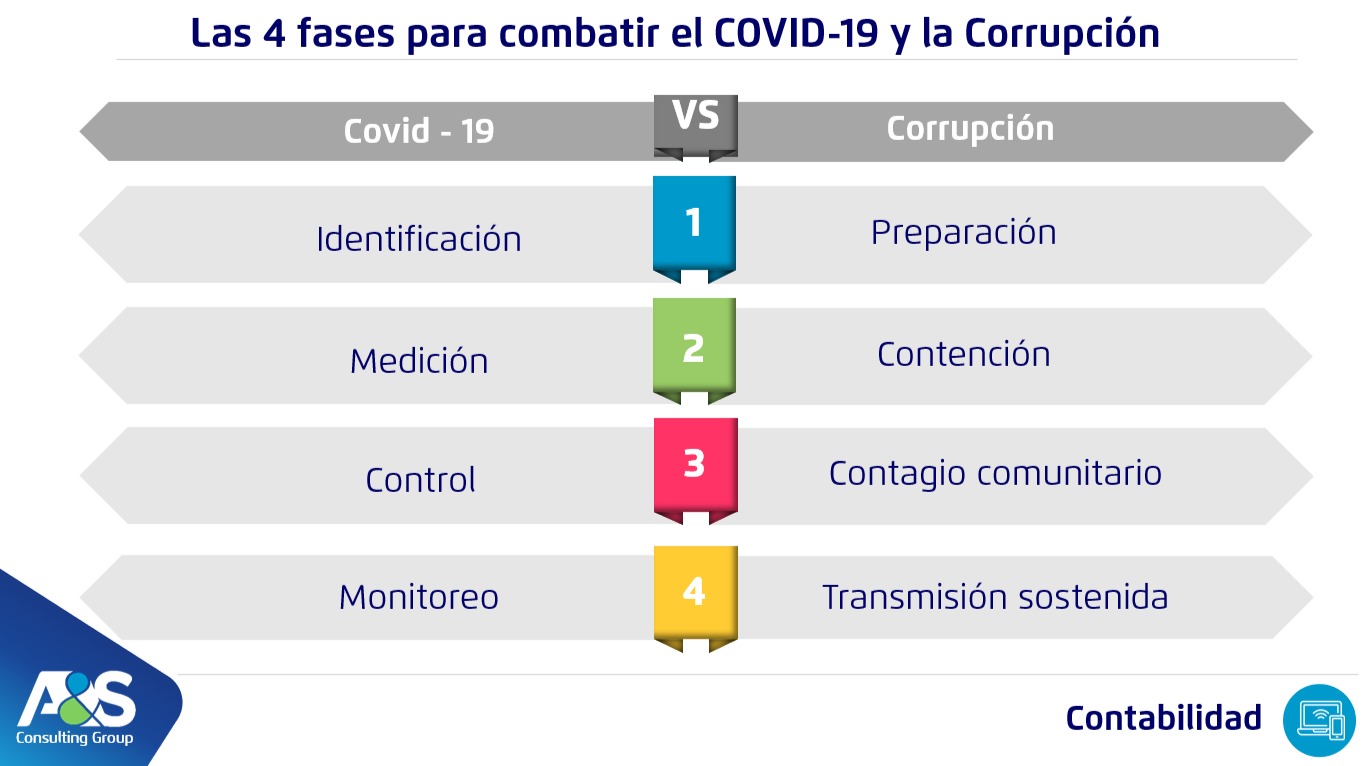 Las 4 fases para combatir el COVID-19 y la Corrupción
Covid - 19
VS
Corrupción
Identificación
1
Preparación
Medición
2
Contención
Control
3
Contagio comunitario
Monitoreo
4
Transmisión sostenida
A&S
Consulting Group
Contabilidad